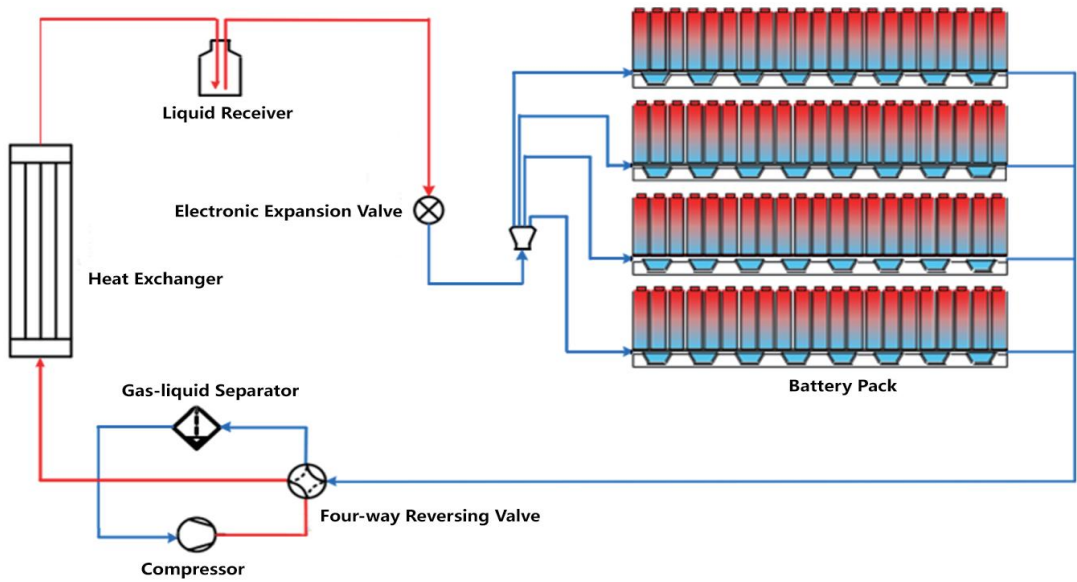 Liquid Receiver
Electronic Expansion Valve
Heat Exchanger
Battery Pack
Gas-liquid Separator
Four-way Reversing Valve
Compressor